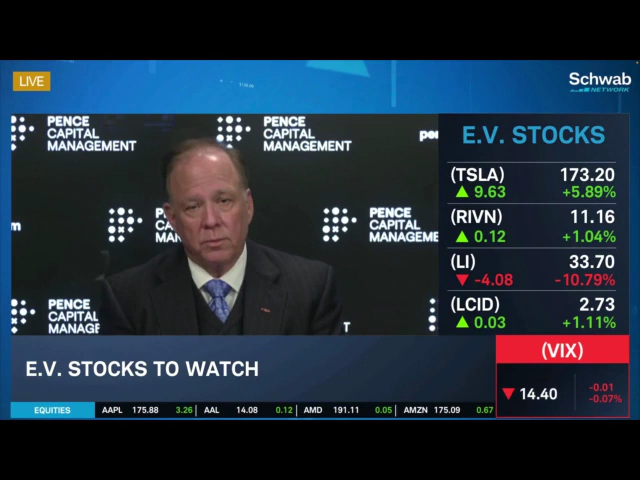 LIVE
Schwab
NETWORK
PENCE
CAPITAL
MANAGEMENT
PENCE
CAPITAL
MANAGEMENT
PENCE
PENCE
CAPITAL
MANAGEME
PENCE
CAPITAL
MANAGE
E.V. STOCKS
(TSLA) 173.20
▲ 9.63 +5.89%
(RIVN) 11.16
▲ 0.12 +1.04%
(LI) 33.70
▼ -4.08 -10.79%
(LCID) 2.73
▲ 0.03 +1.11%
E.V. STOCKS TO WATCH
(VIX)
▼ 14.40 -0.01
-0.07%
EQUITIES AAPL 175.88 3.26 AAL 14.08 0.12 AMD 191.11 0.05 AMZN 175.09 0.67